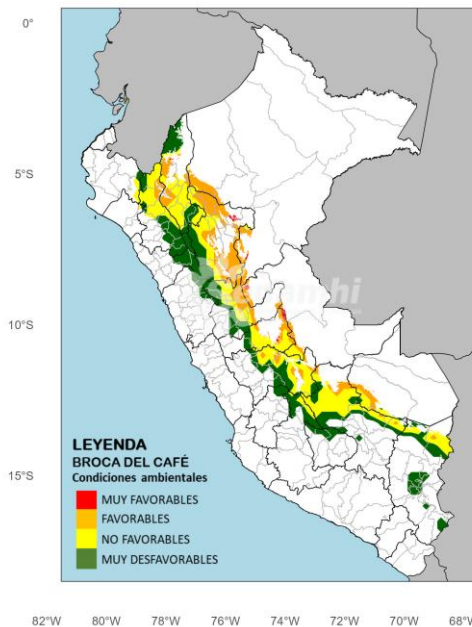 0°
5°S
10°S
15°S
senamhi
LEYENDA
BROCA DEL CAFÉ
Condiciones ambientales
MUY FAVORABLES
FAVORABLES
NO FAVORABLES
MUY DESFAVORABLES
82°W 80°W 78°W 76°W 74°W 72°W 70°W 68°W